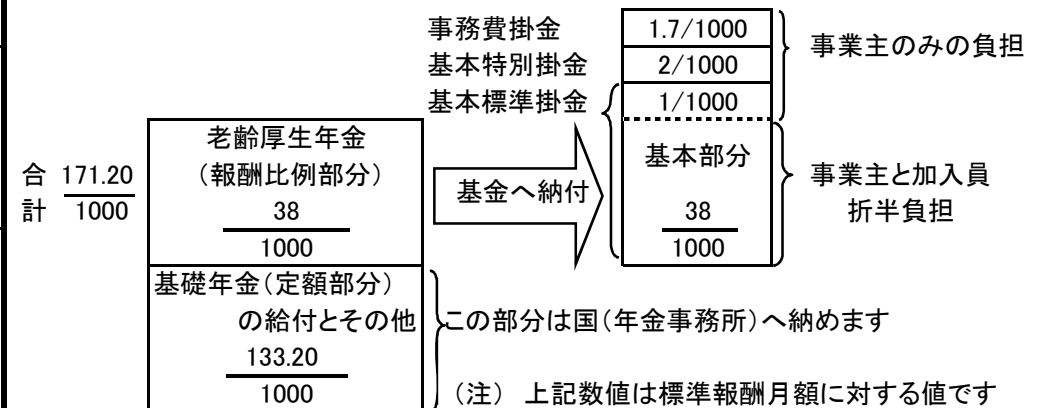 事務費掛金 1.7/1000 事業主のみの負担
基本特別掛金 2/1000
基本標準掛金 1/1000
老齢厚生年金
(報酬比例部分)
38
1000
合計 171.20
1000
基金へ納付
基本部分
38
1000
事業主と加入員
折半負担
基礎年金(定額部分)
の給付とその他
133.20
1000
この部分は国(年金事務所)へ納めます
(注) 上記数値は標準報酬月額に対する値です